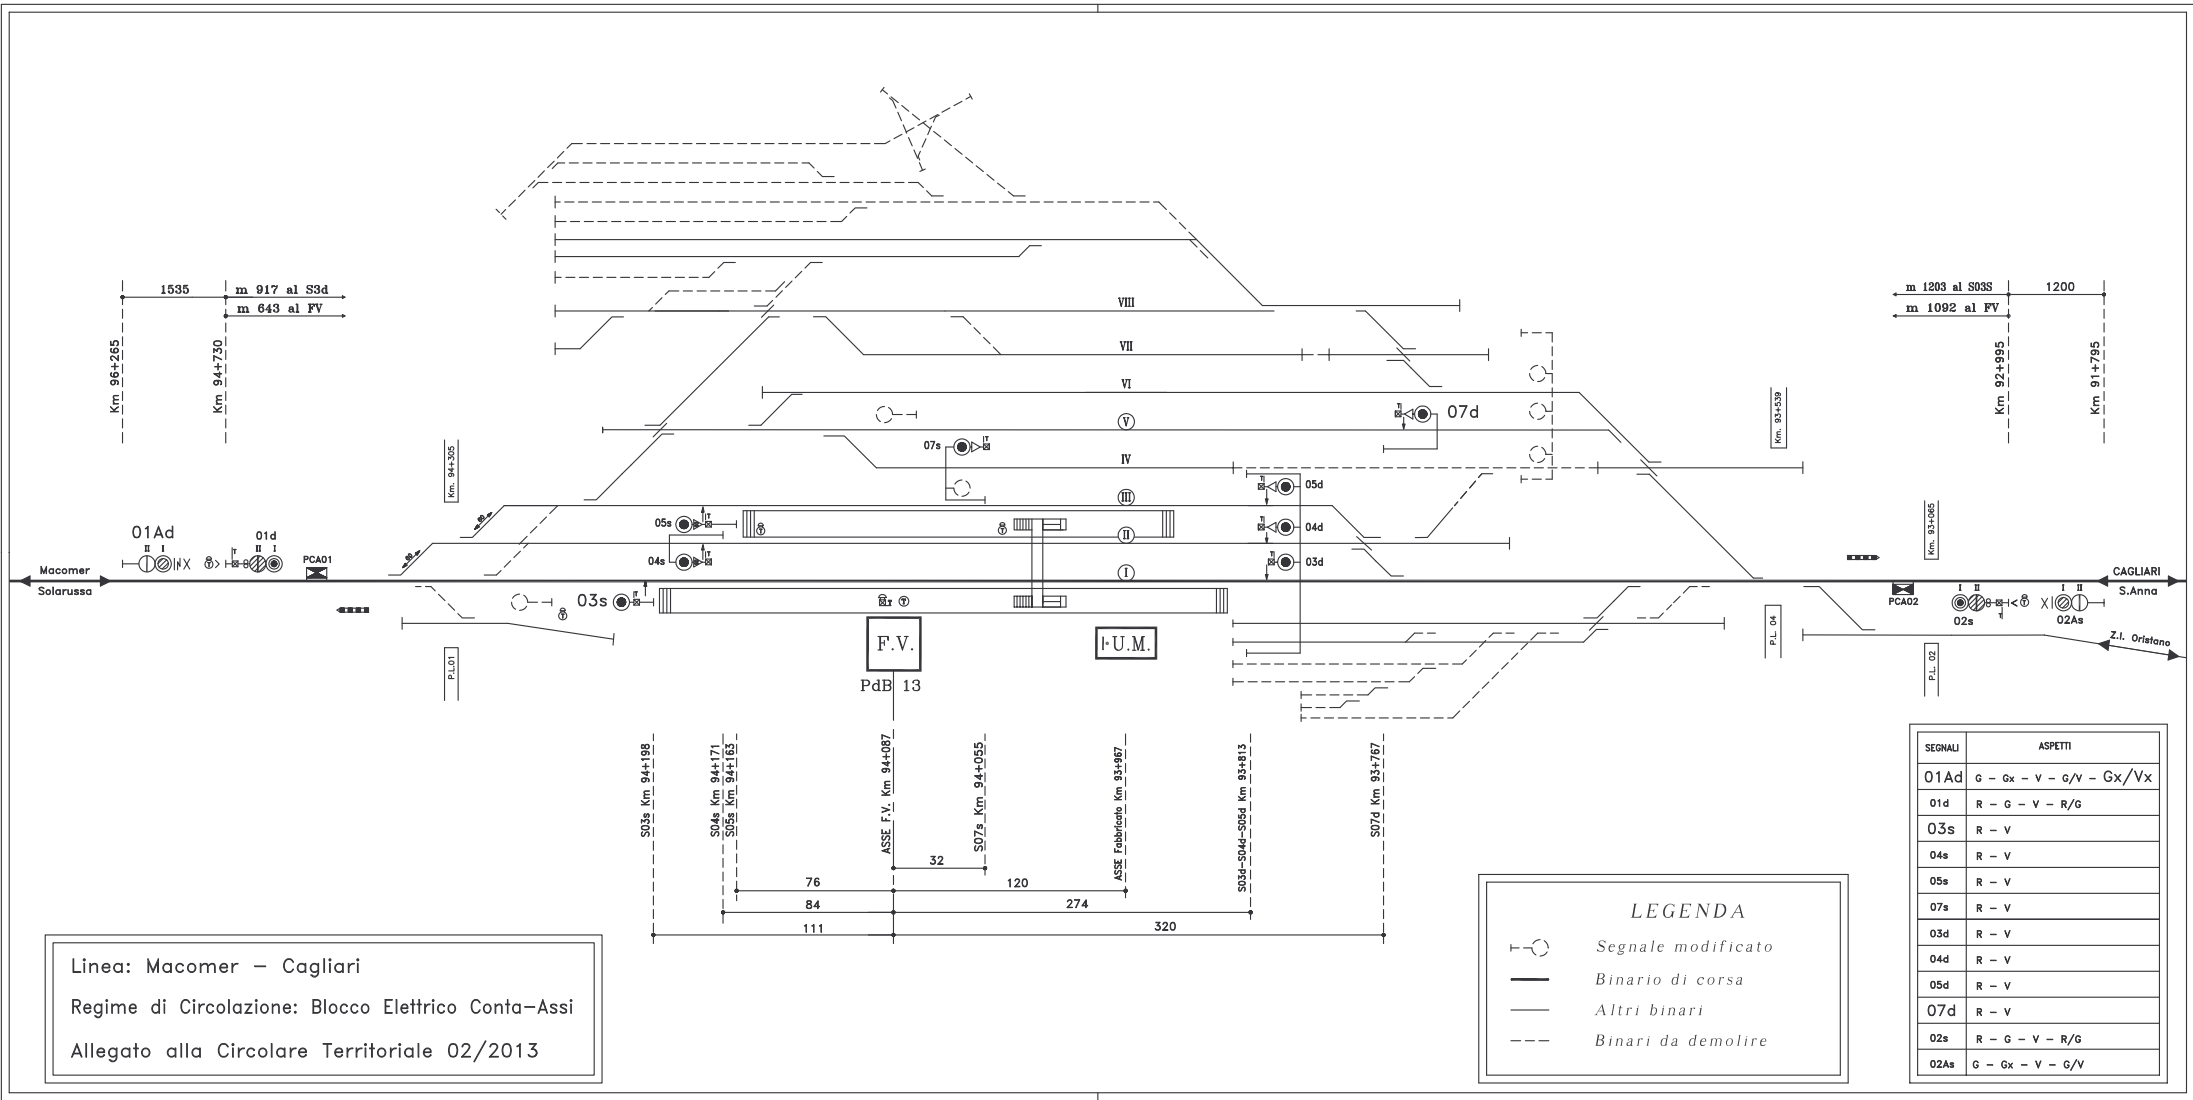 VIII
1535
m 917 al S3d
m 643 al FV
Km 96+265
Km 94+730
m 1203 al S03S
1200
m 1092 al FV
Km 92+995
Km 91+795
VII
VI
V
07d
Km. 93+539
07s
IV
Km. 94+305
05d
III
60
05s
04d
II
Km. 93+065
01Ad
II I
01d
II I
T
PCA01
60
04s
03d
I
Macomer
Solarussa
CAGLIARI
S.Anna
03s
PCA02
I II
02s
I II
02As
F.V.
U.M.
P.L. 04
Z.I. Oristano
P.L.01
P.L. 02
PdB 13
S03s Km 94+198
S04s Km 94+171
S05s Km 94+163
ASSE F.V. Km 94+087
S07s Km 94+055
ASSE Fabbricato Km 93+967
S03d-S04d-S05d Km 93+813
S07d Km 93+767
32
76
120
84
274
111
320
SEGNALI ASPETTI
01Ad G - Gx - V - G/V - Gx/Vx
01d R - G - V - R/G
03s R - V
04s R - V
05s R - V
07s R - V
03d R - V
04d R - V
05d R - V
07d R - V
02s R - G - V - R/G
02As G - Gx - V - G/V
LEGENDA
Segnale modificato
Binario di corsa
Altri binari
Binari da demolire
Linea: Macomer - Cagliari
Regime di Circolazione: Blocco Elettrico Conta-Assi
Allegato alla Circolare Territoriale 02/2013